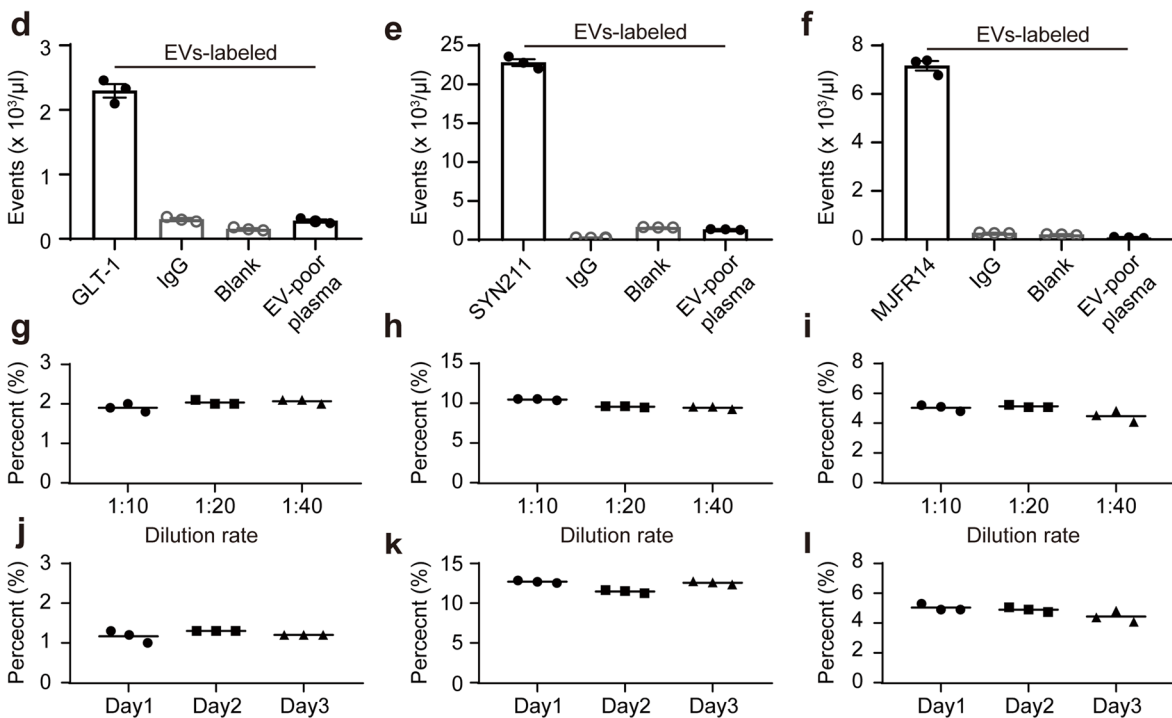 d
EVs-labeled
Events (x 10³/µl)
3
2
1
0
GLT-1
IgG
Blank
EV-poor
plasma
e
EVs-labeled
Events (x 10³/µl)
25
20
15
10
5
0
SYN211
IgG
Blank
EV-poor
plasma
f
EVs-labeled
Events (x 10³/µl)
8
6
4
2
0
MJFR14
IgG
Blank
EV-poor
plasma
g
Percecnt (%)
3
2
1
0
1:10 1:20 1:40
Dilution rate
h
Percecnt (%)
15
10
5
0
1:10 1:20 1:40
Dilution rate
i
Percecnt (%)
8
6
4
2
0
1:10 1:20 1:40
Dilution rate
j
Percecnt (%)
3
2
1
0
Day1 Day2 Day3
k
Percecnt (%)
15
10
5
0
Day1 Day2 Day3
l
Percecnt (%)
8
6
4
2
0
Day1 Day2 Day3